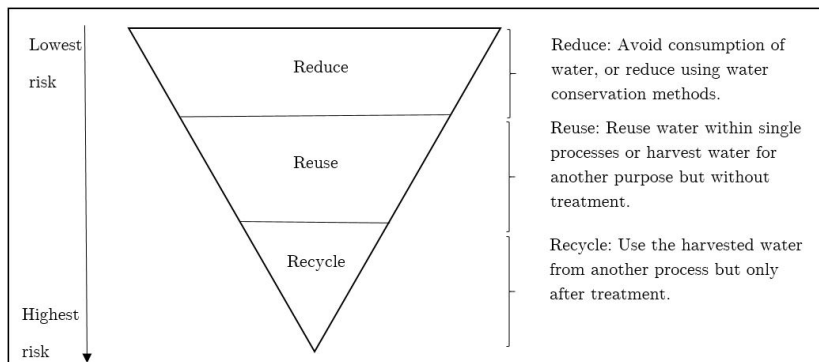 Lowest
risk
Reduce
Reduce: Avoid consumption of
water, or reduce using water
conservation methods.
Reuse
Reuse: Reuse water within single
processes or harvest water for
another purpose but without
treatment.
Recycle
Recycle: Use the harvested water
from another process but only
after treatment.
Highest
risk